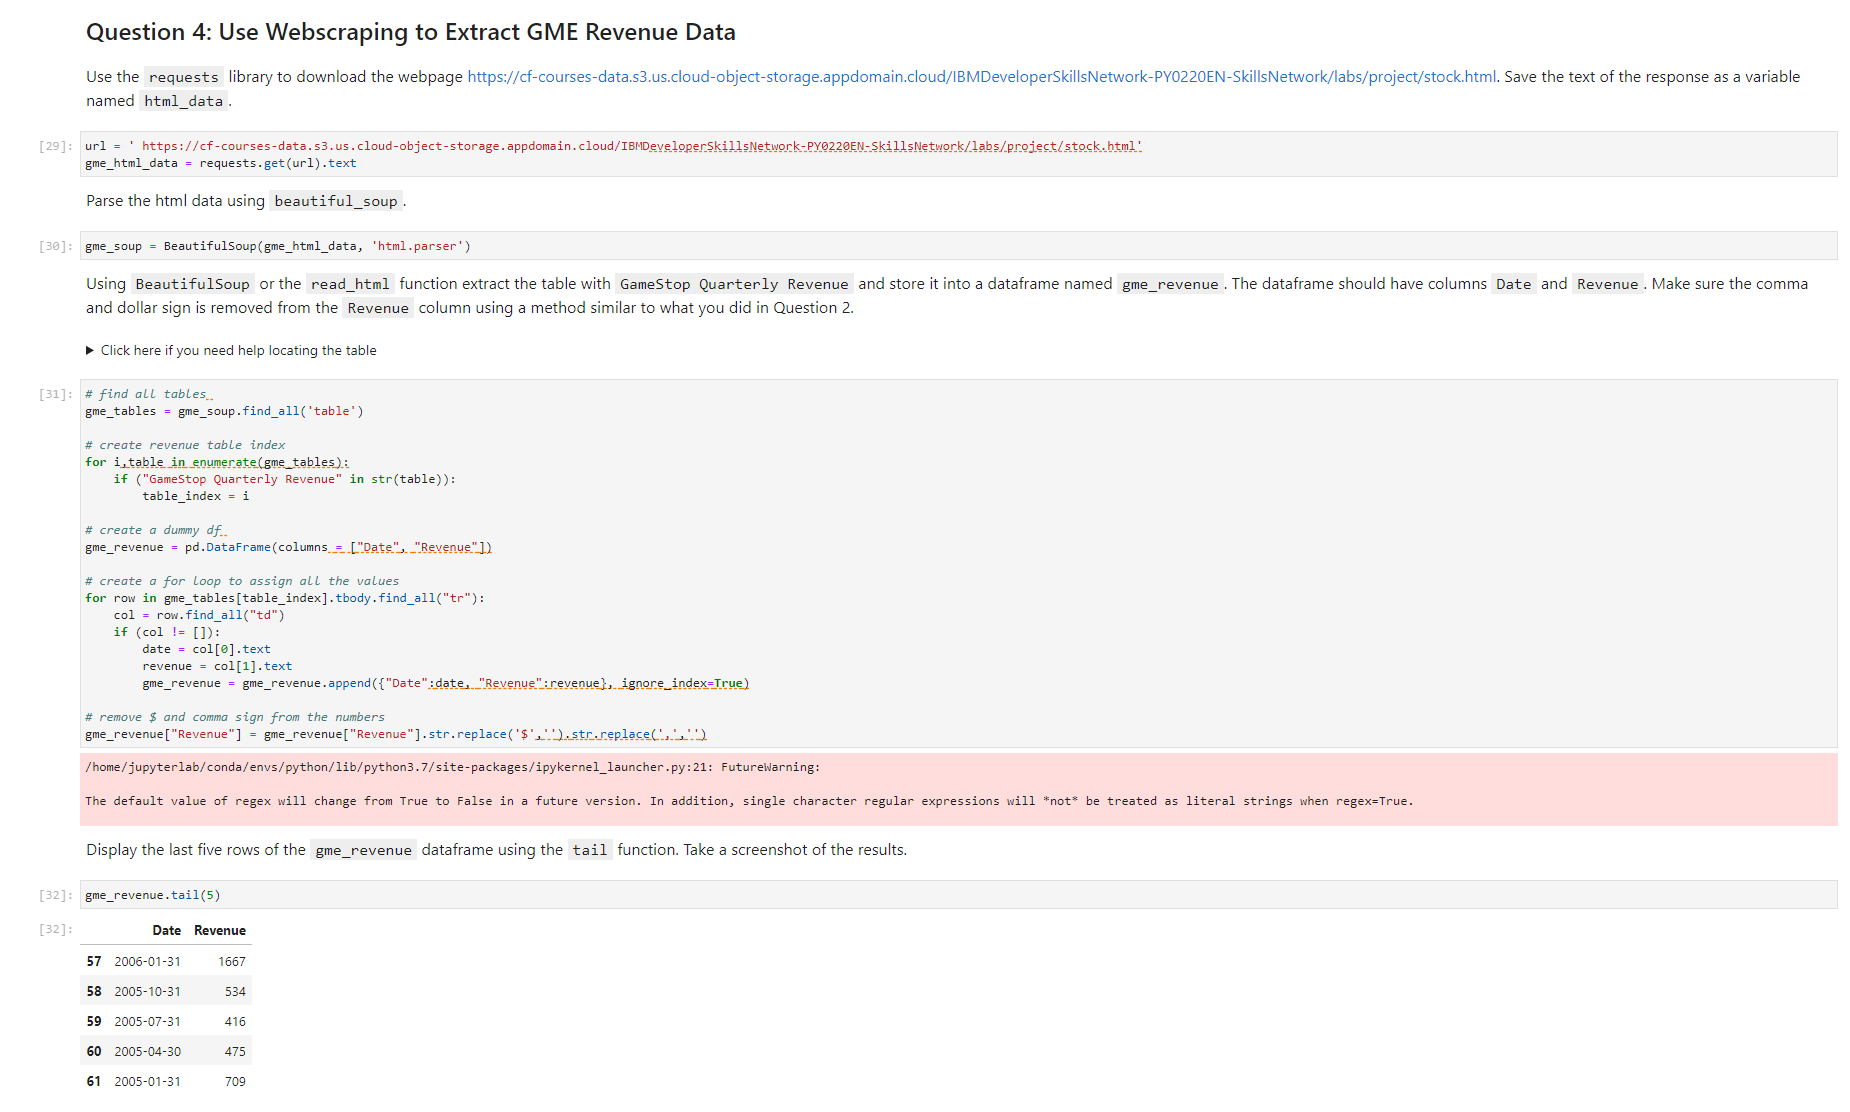 Question 4: Use Webscraping to Extract GME Revenue Data
Use the requests library to download the webpage https://cf-courses-data.s3.us.cloud-object-storage.appdomain.cloud/IBMDeveloperSkillsNetwork-PY0220EN-SkillsNetwork/labs/project/stock.html. Save the text of the response as a variable
named html_data.
[29]: url = ' https://cf-courses-data.s3.us.cloud-object-storage.appdomain.cloud/IBMDeveloperSkillsNetwork-PY0220EN-SkillsNetwork/labs/project/stock.html'
gme_html_data = requests.get(url).text
Parse the html data using beautiful_soup.
[30]: gme_soup = BeautifulSoup(gme_html_data, 'html.parser')
Using BeautifulSoup or the read_html function extract the table with GameStop Quarterly Revenue and store it into a dataframe named gme_revenue. The dataframe should have columns Date and Revenue. Make sure the comma
and dollar sign is removed from the Revenue column using a method similar to what you did in Question 2.
▶ Click here if you need help locating the table
[31]: # find all tables
gme_tables = gme_soup.find_all('table')
# create revenue table index
for i,table in enumerate(gme_tables):
    if ("GameStop Quarterly Revenue" in str(table)):
        table_index = i
# create a dummy df
gme_revenue = pd.DataFrame(columns = ["Date", "Revenue"])
# create a for loop to assign all the values
for row in gme_tables[table_index].tbody.find_all("tr"):
    col = row.find_all("td")
    if (col != []):
        date = col[0].text
        revenue = col[1].text
        gme_revenue = gme_revenue.append({"Date":date, "Revenue":revenue}, ignore_index=True)
# remove $ and comma sign from the numbers
gme_revenue["Revenue"] = gme_revenue["Revenue"].str.replace('$','').str.replace(',','')
/home/jupyterlab/conda/envs/python/lib/python3.7/site-packages/ipykernel_launcher.py:21: FutureWarning:
The default value of regex will change from True to False in a future version. In addition, single character regular expressions will *not* be treated as literal strings when regex=True.
Display the last five rows of the gme_revenue dataframe using the tail function. Take a screenshot of the results.
[32]: gme_revenue.tail(5)
[32]: Date Revenue
57 2006-01-31 1667
58 2005-10-31 534
59 2005-07-31 416
60 2005-04-30 475
61 2005-01-31 709